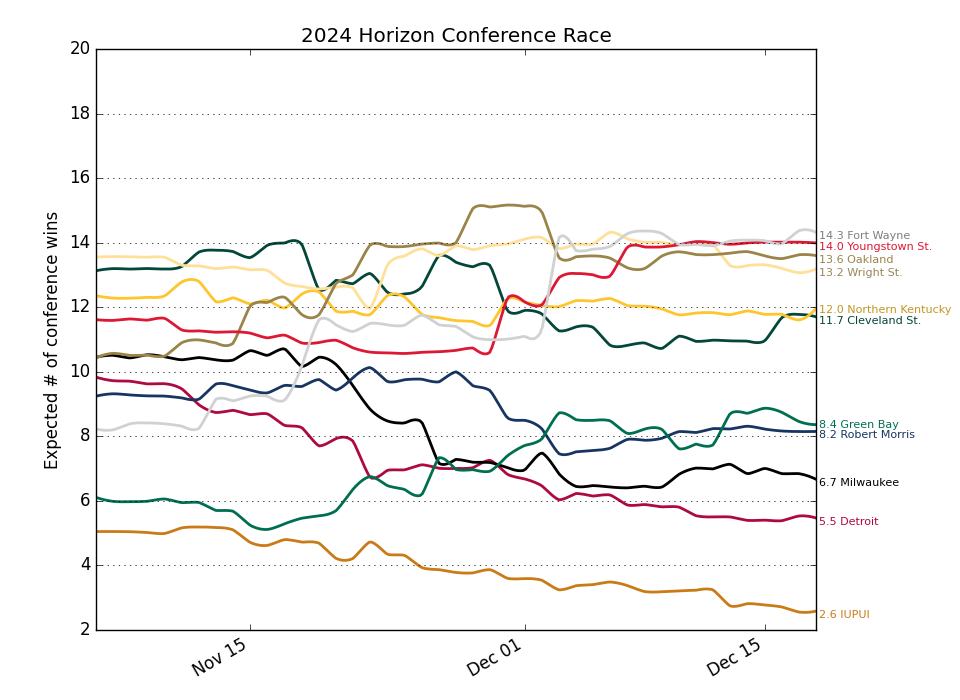 2024 Horizon Conference Race
Expected # of conference wins
20
18
16
14
12
10
8
6
4
2
Nov 15
Dec 01
Dec 15
14.3 Fort Wayne
14.0 Youngstown St.
13.6 Oakland
13.2 Wright St.
12.0 Northern Kentucky
11.7 Cleveland St.
8.4 Green Bay
8.2 Robert Morris
6.7 Milwaukee
5.5 Detroit
2.6 IUPUI